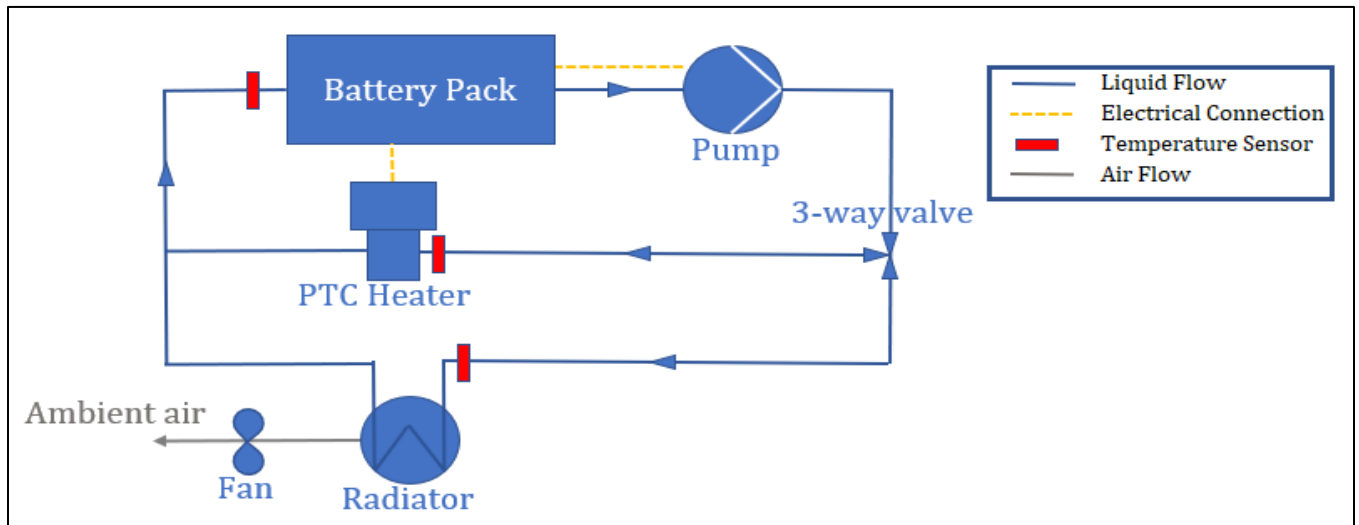 Battery Pack
Pump
3-way valve
PTC Heater
Ambient air
Fan
Radiator
Liquid Flow
Electrical Connection
Temperature Sensor
Air Flow